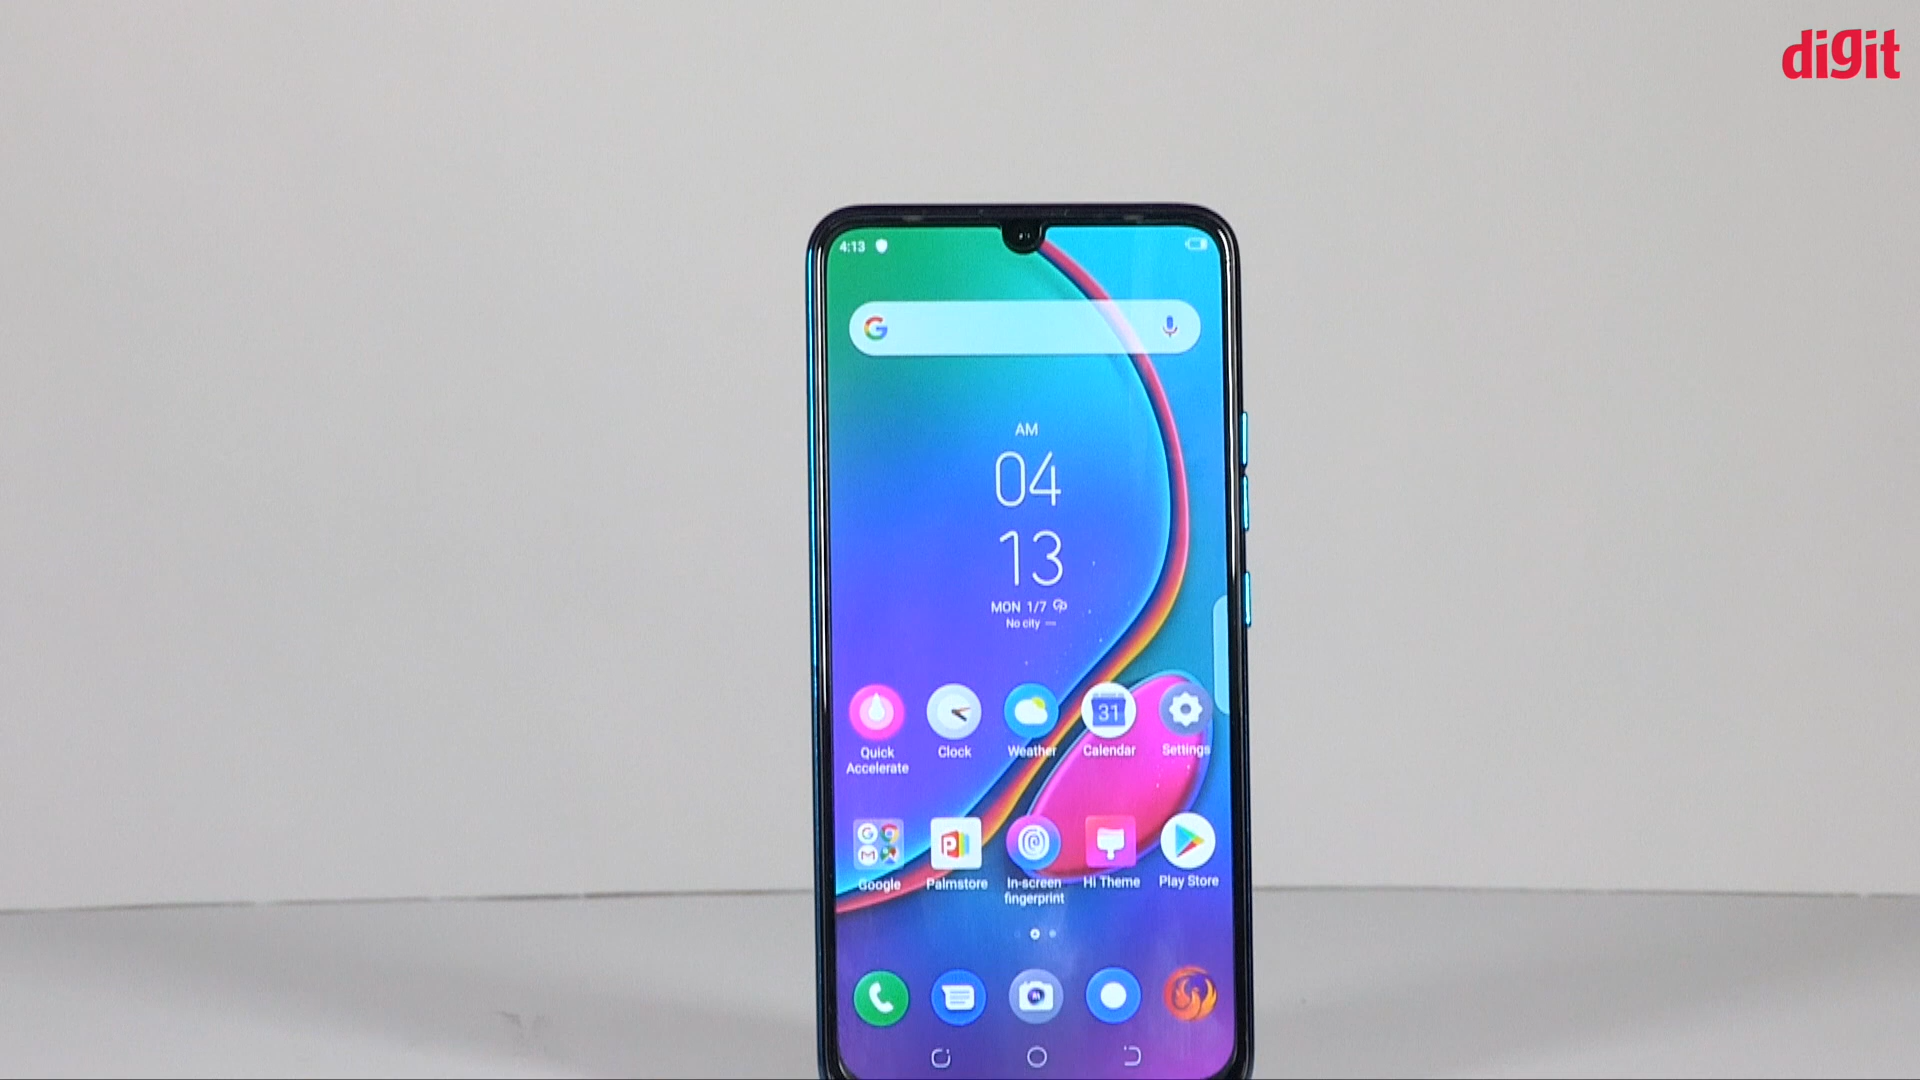 digit
4:13
AM
04
13
MON 1/7
No city —
Quick
Accelerate
Clock
Weather
31
Calendar
Settings
Google
Palmstore
In-screen
fingerprint
Hi Theme
Play Store